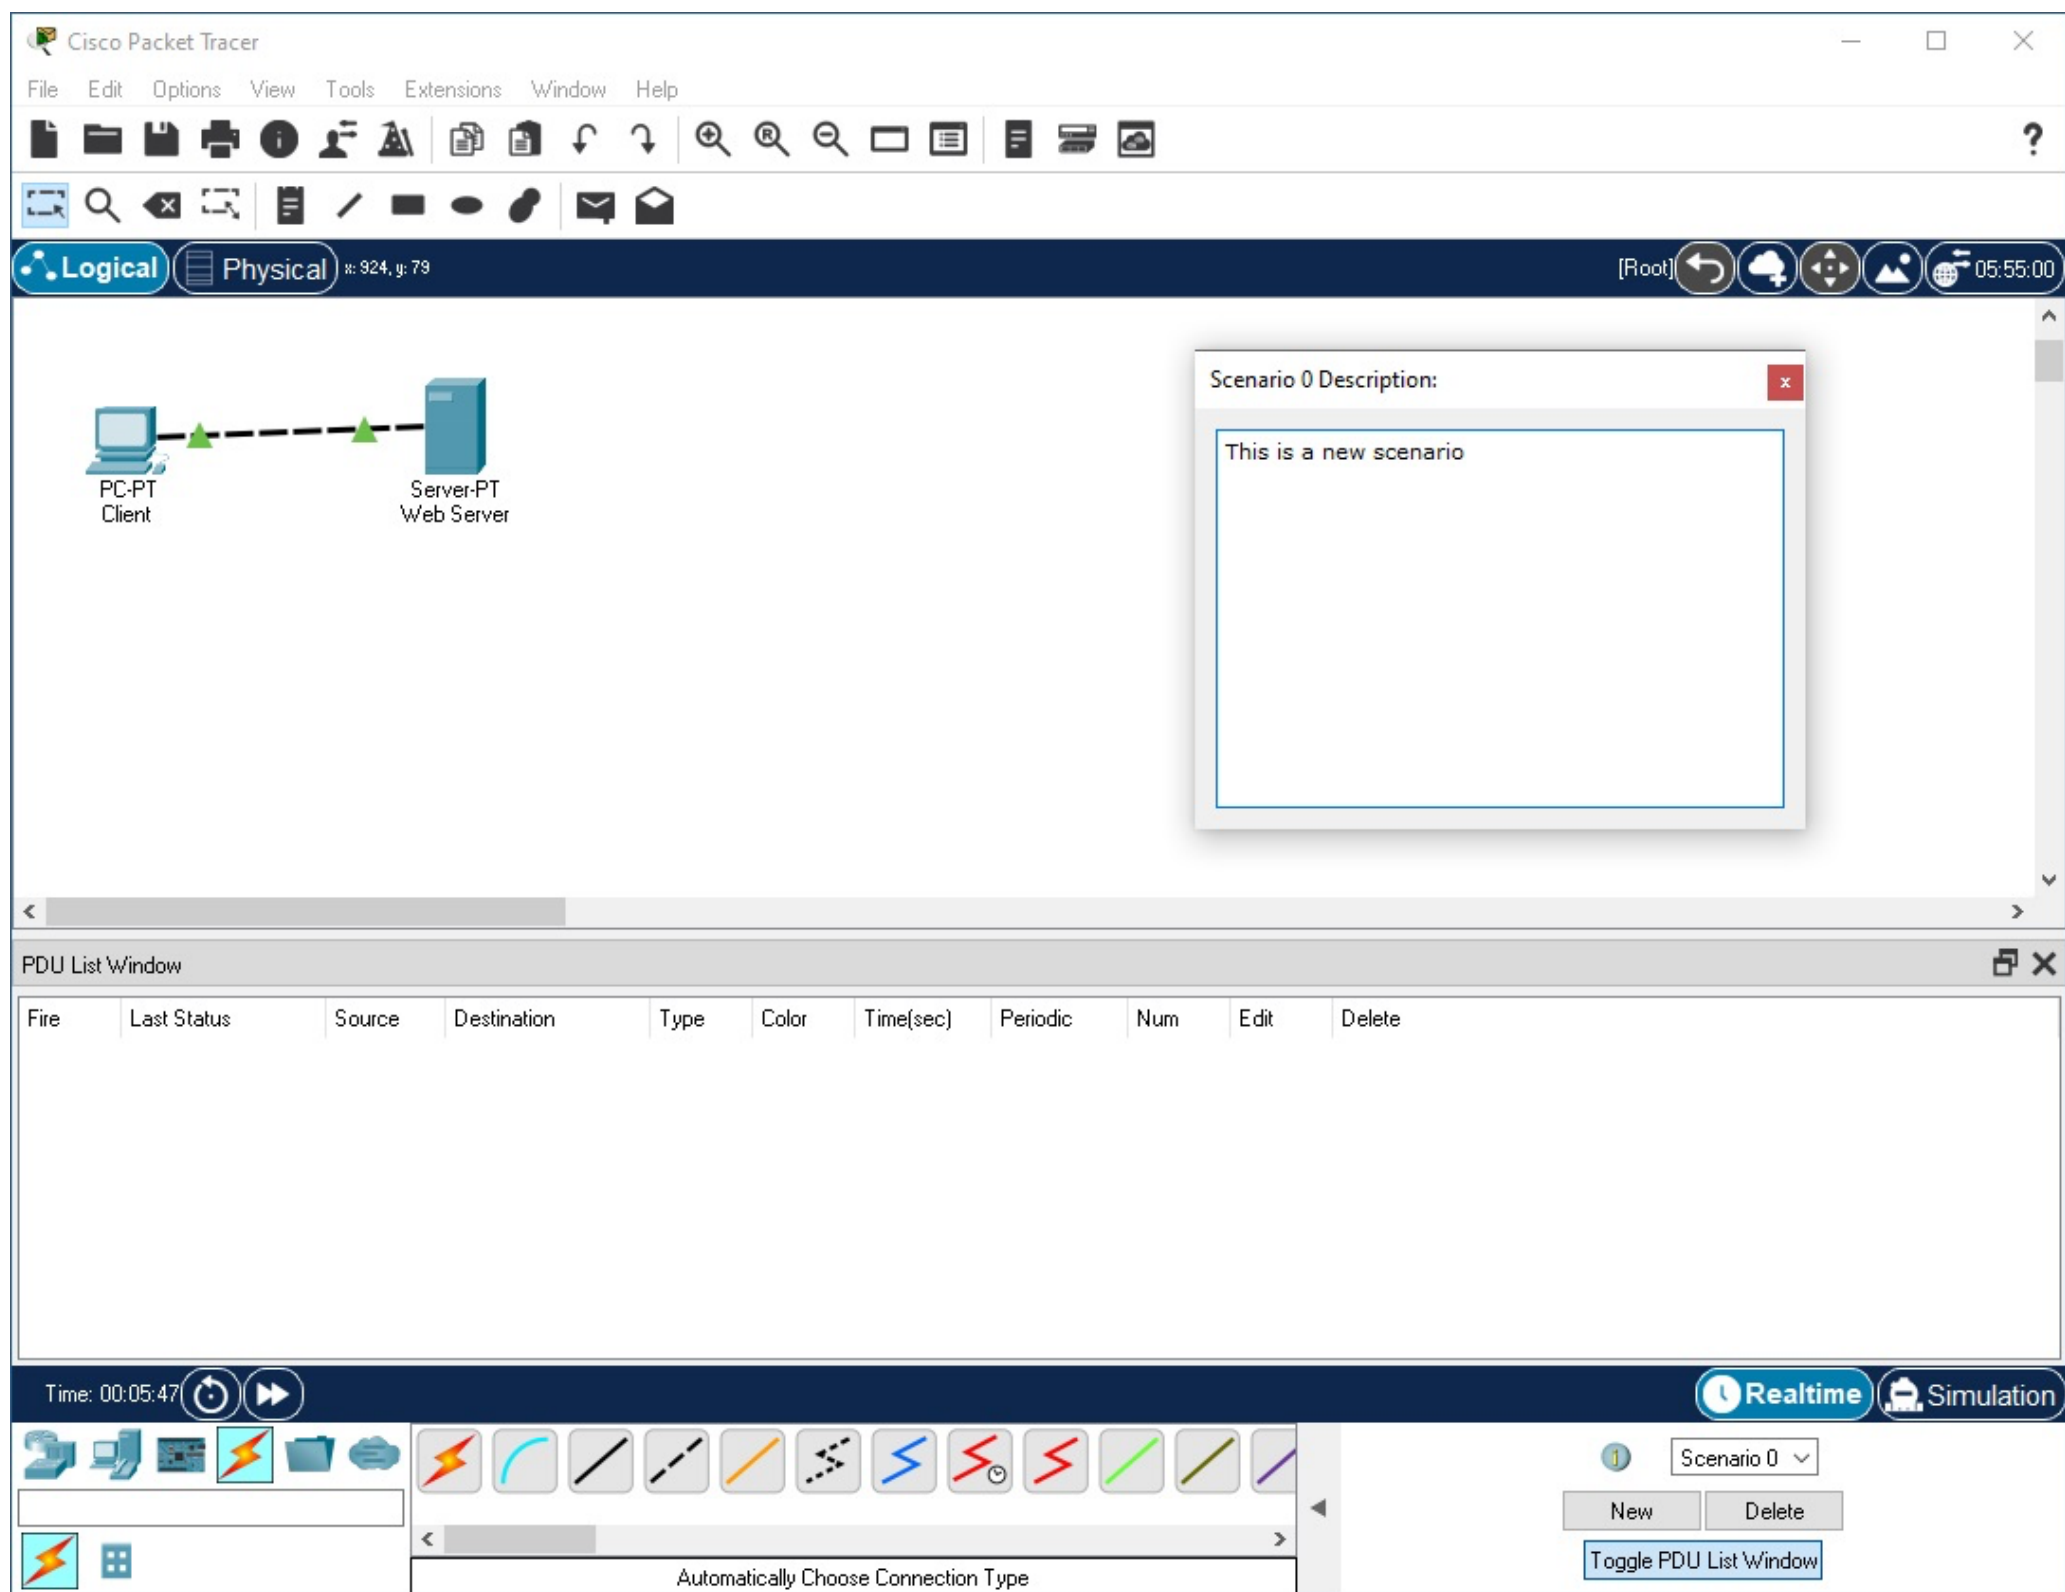 Cisco Packet Tracer
File Edit Options View Tools Extensions Window Help
R ?
Logical Physical x: 924, y: 79 [Root] 05:55:00
Scenario 0 Description: x
This is a new scenario
PC-PT
Client
Server-PT
Web Server
PDU List Window
Fire Last Status Source Destination Type Color Time(sec) Periodic Num Edit Delete
Time: 00:05:47 Realtime Simulation
Scenario 0
New Delete
Toggle PDU List Window
Automatically Choose Connection Type